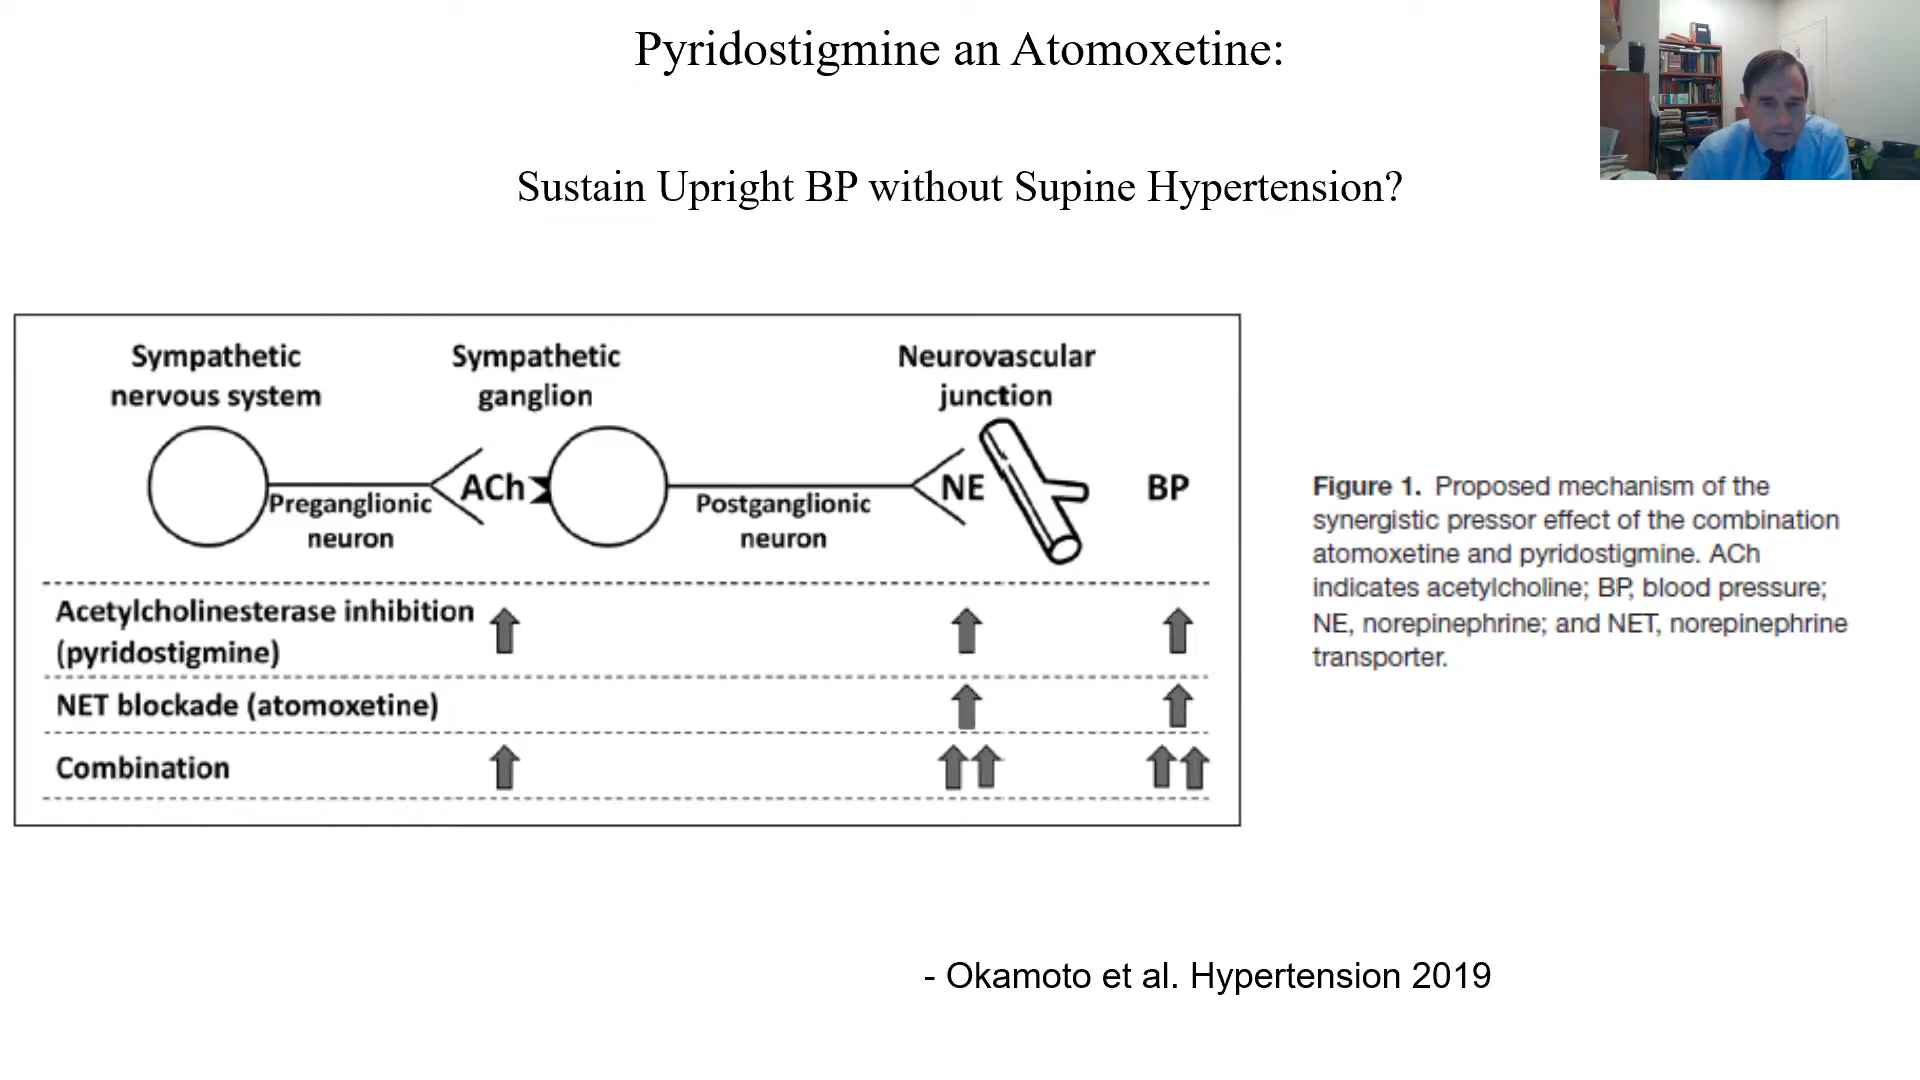 Pyridostigmine an Atomoxetine:
Sustain Upright BP without Supine Hypertension?
Sympathetic
nervous system
Sympathetic
ganglion
Neurovascular
junction
Preganglionic
neuron
ACh
Postganglionic
neuron
NE
BP
Acetylcholinesterase inhibition
(pyridostigmine)
NET blockade (atomoxetine)
Combination
Figure 1. Proposed mechanism of the
synergistic pressor effect of the combination
atomoxetine and pyridostigmine. ACh
indicates acetylcholine; BP, blood pressure;
NE, norepinephrine; and NET, norepinephrine
transporter.
- Okamoto et al. Hypertension 2019